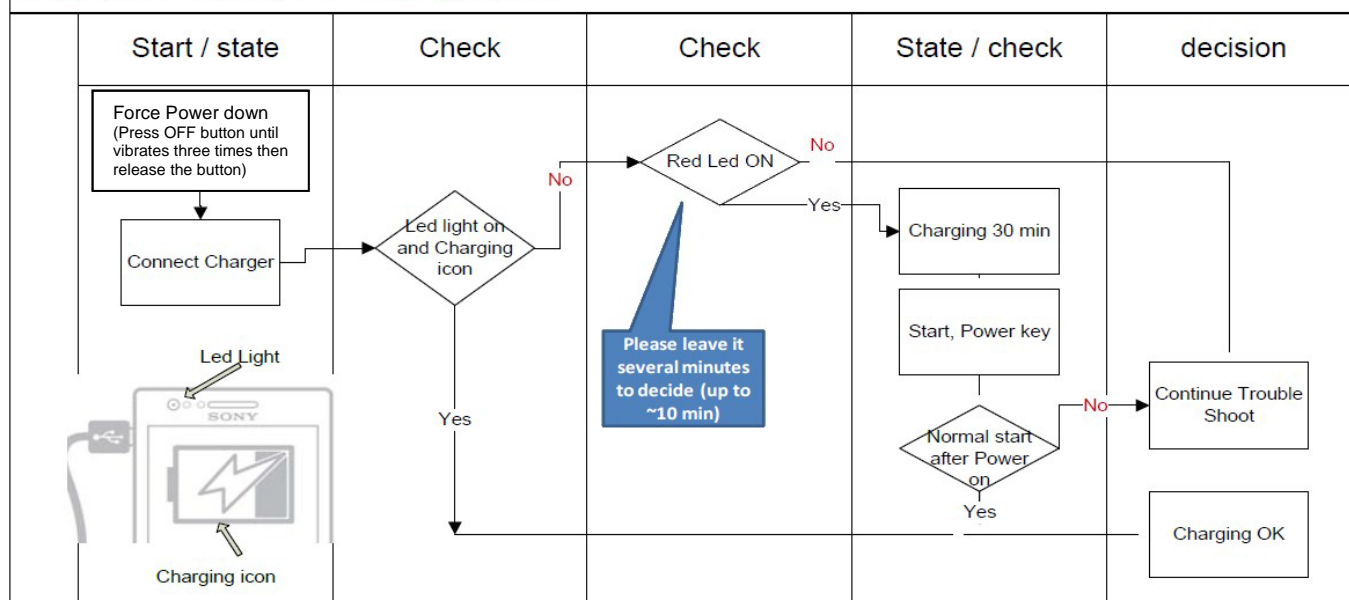 Start / state
Check
Check
State / check
decision
Force Power down
(Press OFF button until
vibrates three times then
release the button)
Connect Charger
Led light on
and Charging
icon
No
Yes
Red Led ON
No
Yes
Please leave it
several minutes
to decide (up to
~10 min)
Charging 30 min
Start, Power key
Normal start
after Power
on
No
Yes
Continue Trouble
Shoot
Charging OK
Led Light
SONY
Charging icon